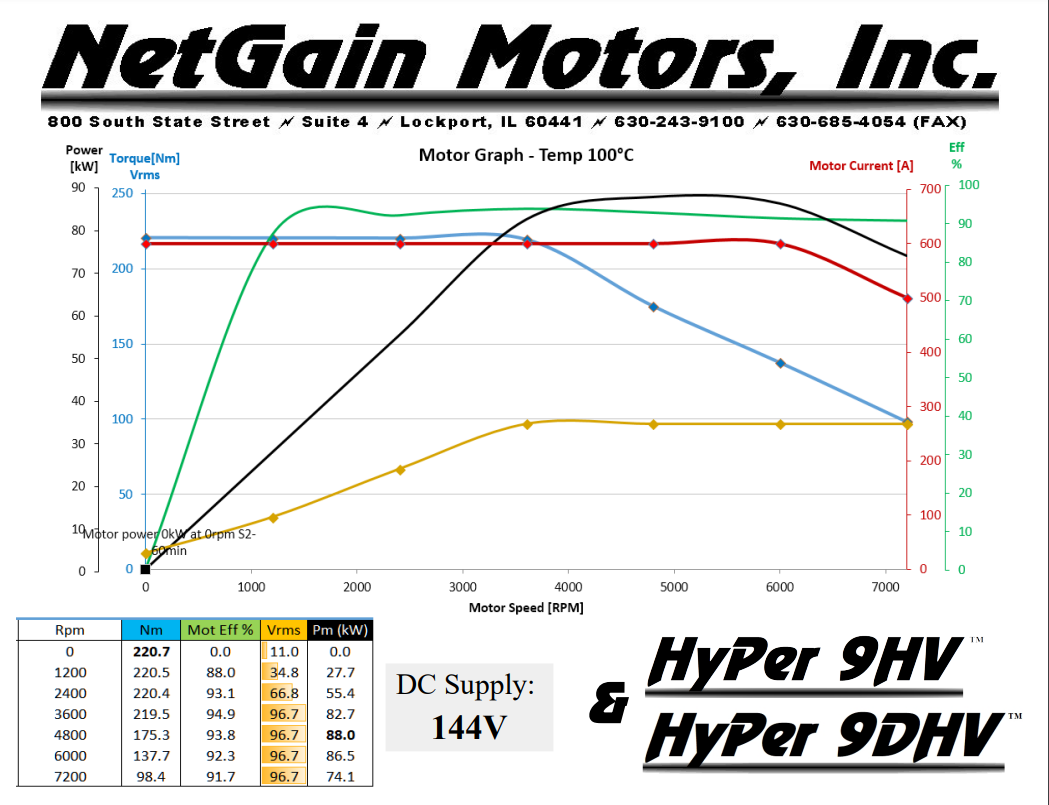 NetGain Motors, Inc.
800 South State Street Suite 4 Lockport, IL 60441 630-243-9100 630-685-4054 (FAX)
Motor Graph - Temp 100°C
Power
[kW]
Torque[Nm]
Vrms
Motor Current [A]
Eff
%
90
80
70
60
50
40
30
20
10
0
250
200
150
100
50
0
700
600
500
400
300
200
100
0
100
90
80
70
60
50
40
30
20
10
0
Motor power 0kW at 0rpm S2-
60min
0 1000 2000 3000 4000 5000 6000 7000
Motor Speed [RPM]
Rpm Nm Mot Eff % Vrms Pm (kW)
0 220.7 0.0 11.0 0.0
1200 220.5 88.0 34.8 27.7
2400 220.4 93.1 66.8 55.4
3600 219.5 94.9 96.7 82.7
4800 175.3 93.8 96.7 88.0
6000 137.7 92.3 96.7 86.5
7200 98.4 91.7 96.7 74.1
DC Supply:
144V
HyPer 9HV™
&
HyPer 9DHV™